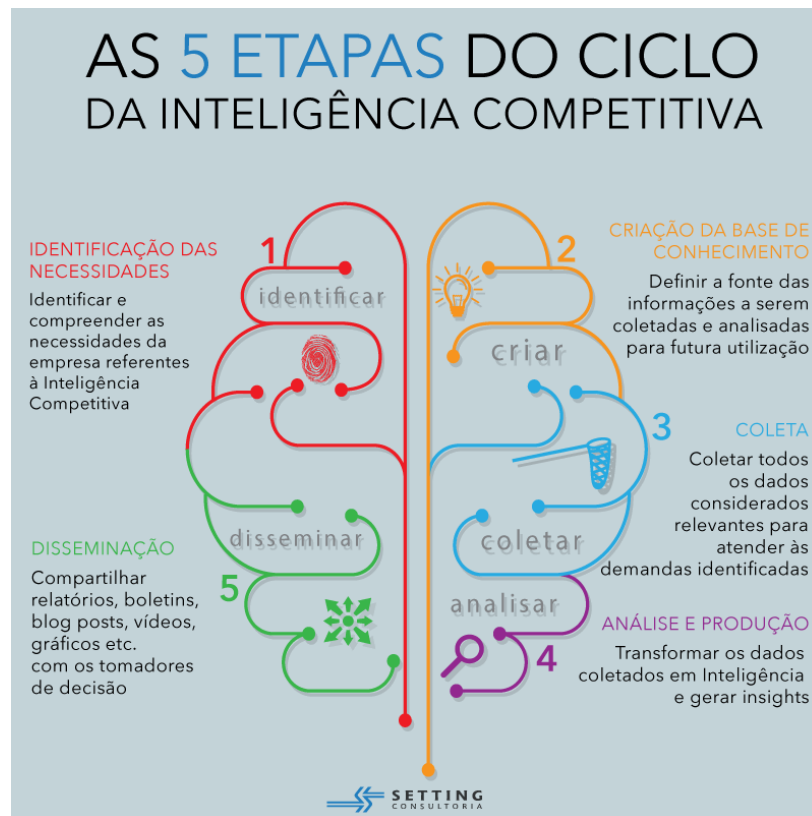 AS 5 ETAPAS DO CICLO
DA INTELIGÊNCIA COMPETITIVA
1
IDENTIFICAÇÃO DAS
NECESSIDADES
identificar
Identificar e
compreender as
necessidades da
empresa referentes
à Inteligência
Competitiva
2
CRIAÇÃO DA BASE DE
CONHECIMENTO
criar
Definir a fonte das
informações a serem
coletadas e analisadas
para futura utilização
3
COLETA
coletar
Coletar todos
os dados
considerados
relevantes para
atender às
demandas identificadas
analisar
4
ANÁLISE E PRODUÇÃO
Transformar os dados
coletados em Inteligência
e gerar insights
disseminar
5
DISSEMINAÇÃO
Compartilhar
relatórios, boletins,
blog posts, vídeos,
gráficos etc.
com os tomadores
de decisão
SETTING
CONSULTORIA